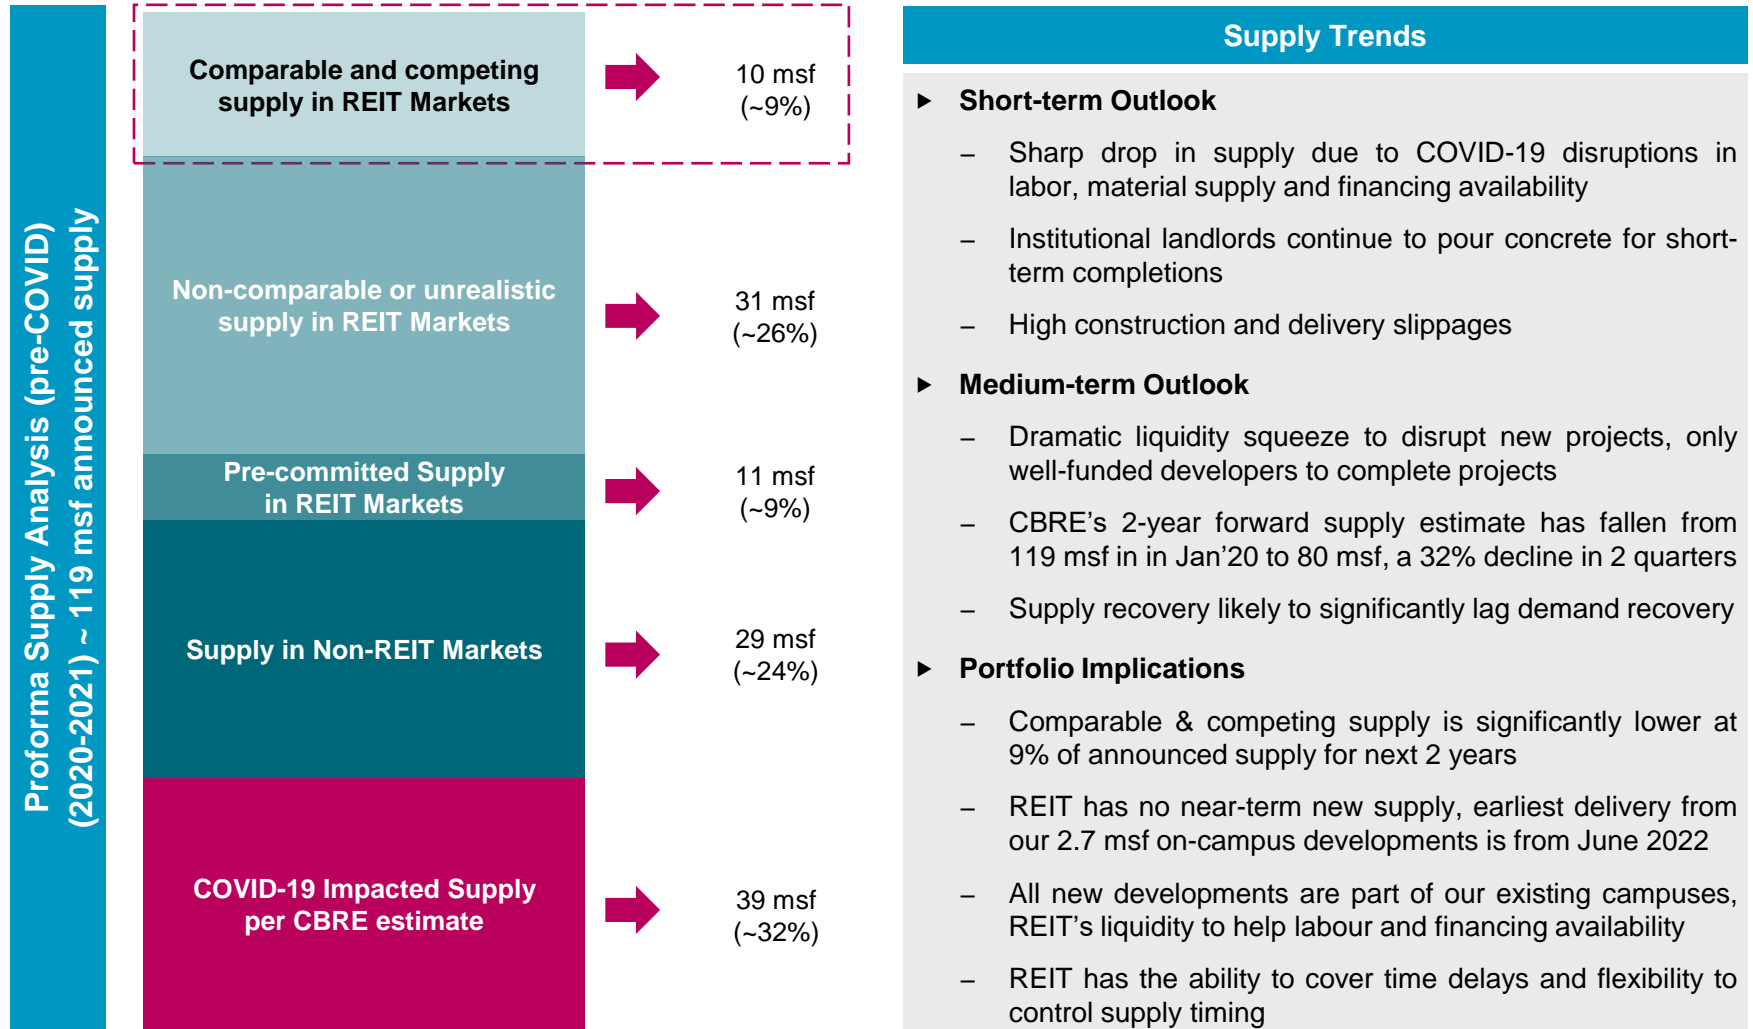 Proforma Supply Analysis (pre-COVID)
(2020-2021) ~ 119 msf announced supply
Comparable and competing
supply in REIT Markets
10 msf
(~9%)
Non-comparable or unrealistic
supply in REIT Markets
31 msf
(~26%)
Pre-committed Supply
in REIT Markets
11 msf
(~9%)
Supply in Non-REIT Markets
29 msf
(~24%)
COVID-19 Impacted Supply
per CBRE estimate
39 msf
(~32%)
Supply Trends
Short-term Outlook
– Sharp drop in supply due to COVID-19 disruptions in
labor, material supply and financing availability
– Institutional landlords continue to pour concrete for short-
term completions
– High construction and delivery slippages
Medium-term Outlook
– Dramatic liquidity squeeze to disrupt new projects, only
well-funded developers to complete projects
– CBRE’s 2-year forward supply estimate has fallen from
119 msf in in Jan’20 to 80 msf, a 32% decline in 2 quarters
– Supply recovery likely to significantly lag demand recovery
Portfolio Implications
– Comparable & competing supply is significantly lower at
9% of announced supply for next 2 years
– REIT has no near-term new supply, earliest delivery from
our 2.7 msf on-campus developments is from June 2022
– All new developments are part of our existing campuses,
REIT’s liquidity to help labour and financing availability
– REIT has the ability to cover time delays and flexibility to
control supply timing